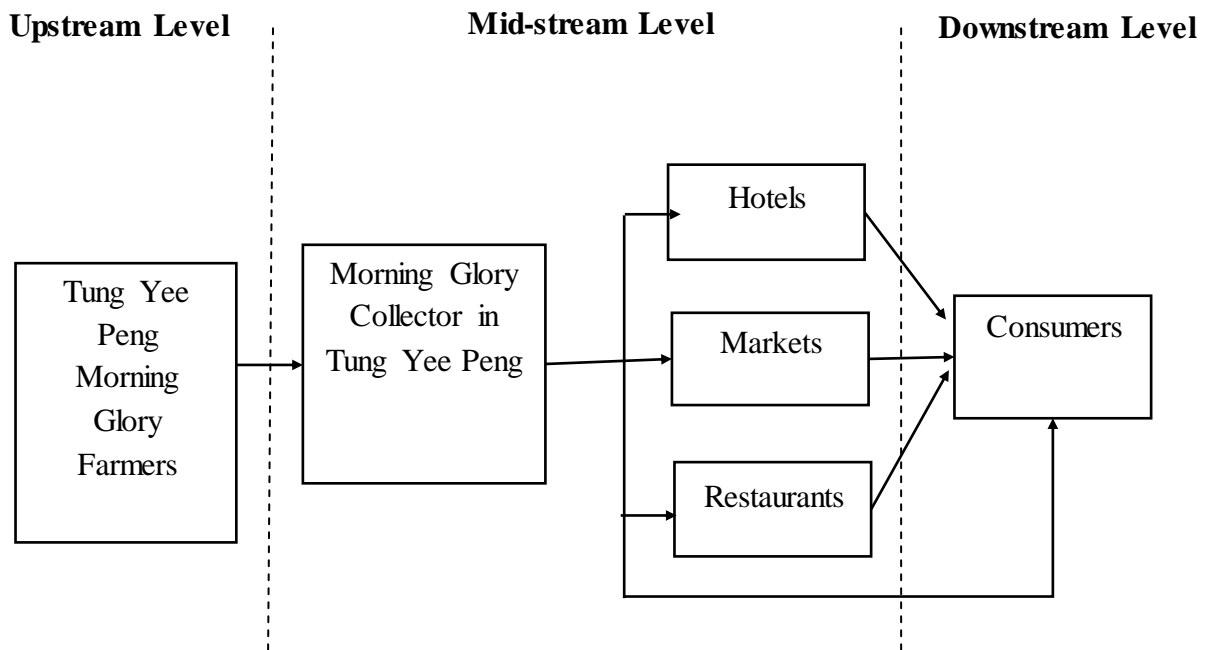 Upstream Level
Mid-stream Level
Downstream Level
Tung Yee
Peng
Morning
Glory
Farmers
Morning Glory
Collector in
Tung Yee Peng
Hotels
Markets
Restaurants
Consumers